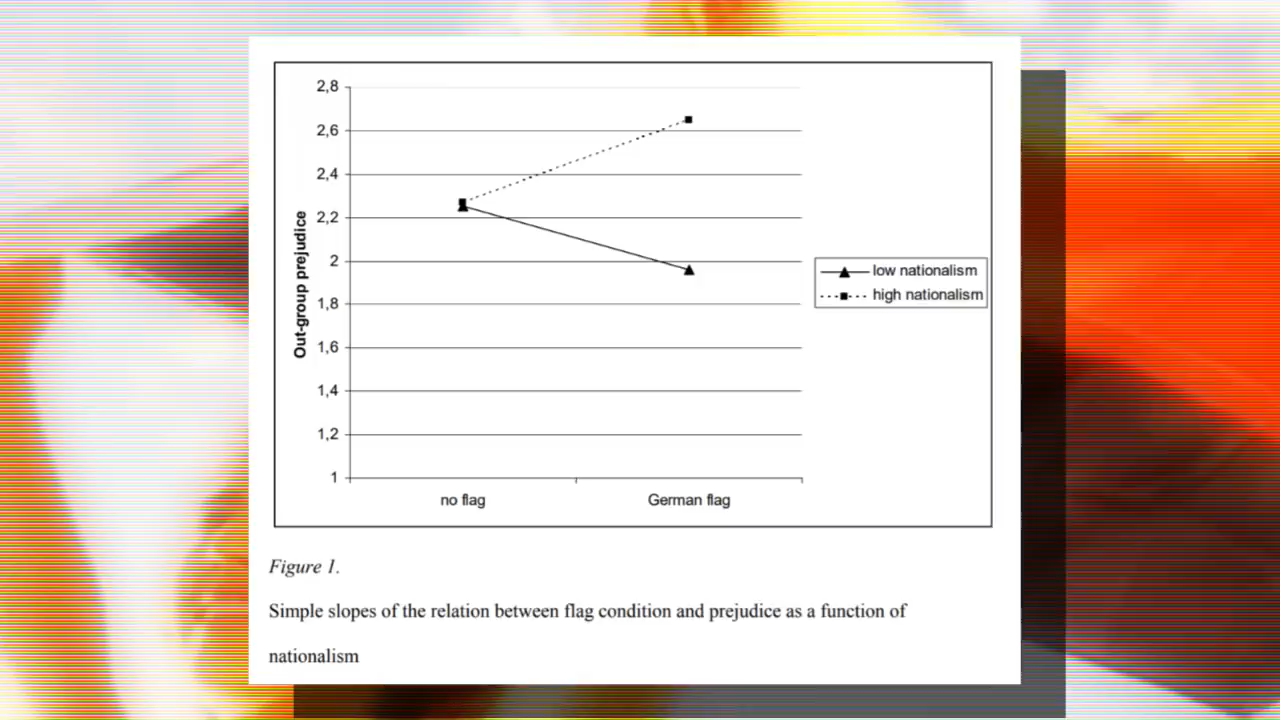 2,8
2,6
2,4
2,2
2
1,8
1,6
1,4
1,2
1
Out-group prejudice
no flag
German flag
low nationalism
high nationalism
Figure 1.
Simple slopes of the relation between flag condition and prejudice as a function of
nationalism